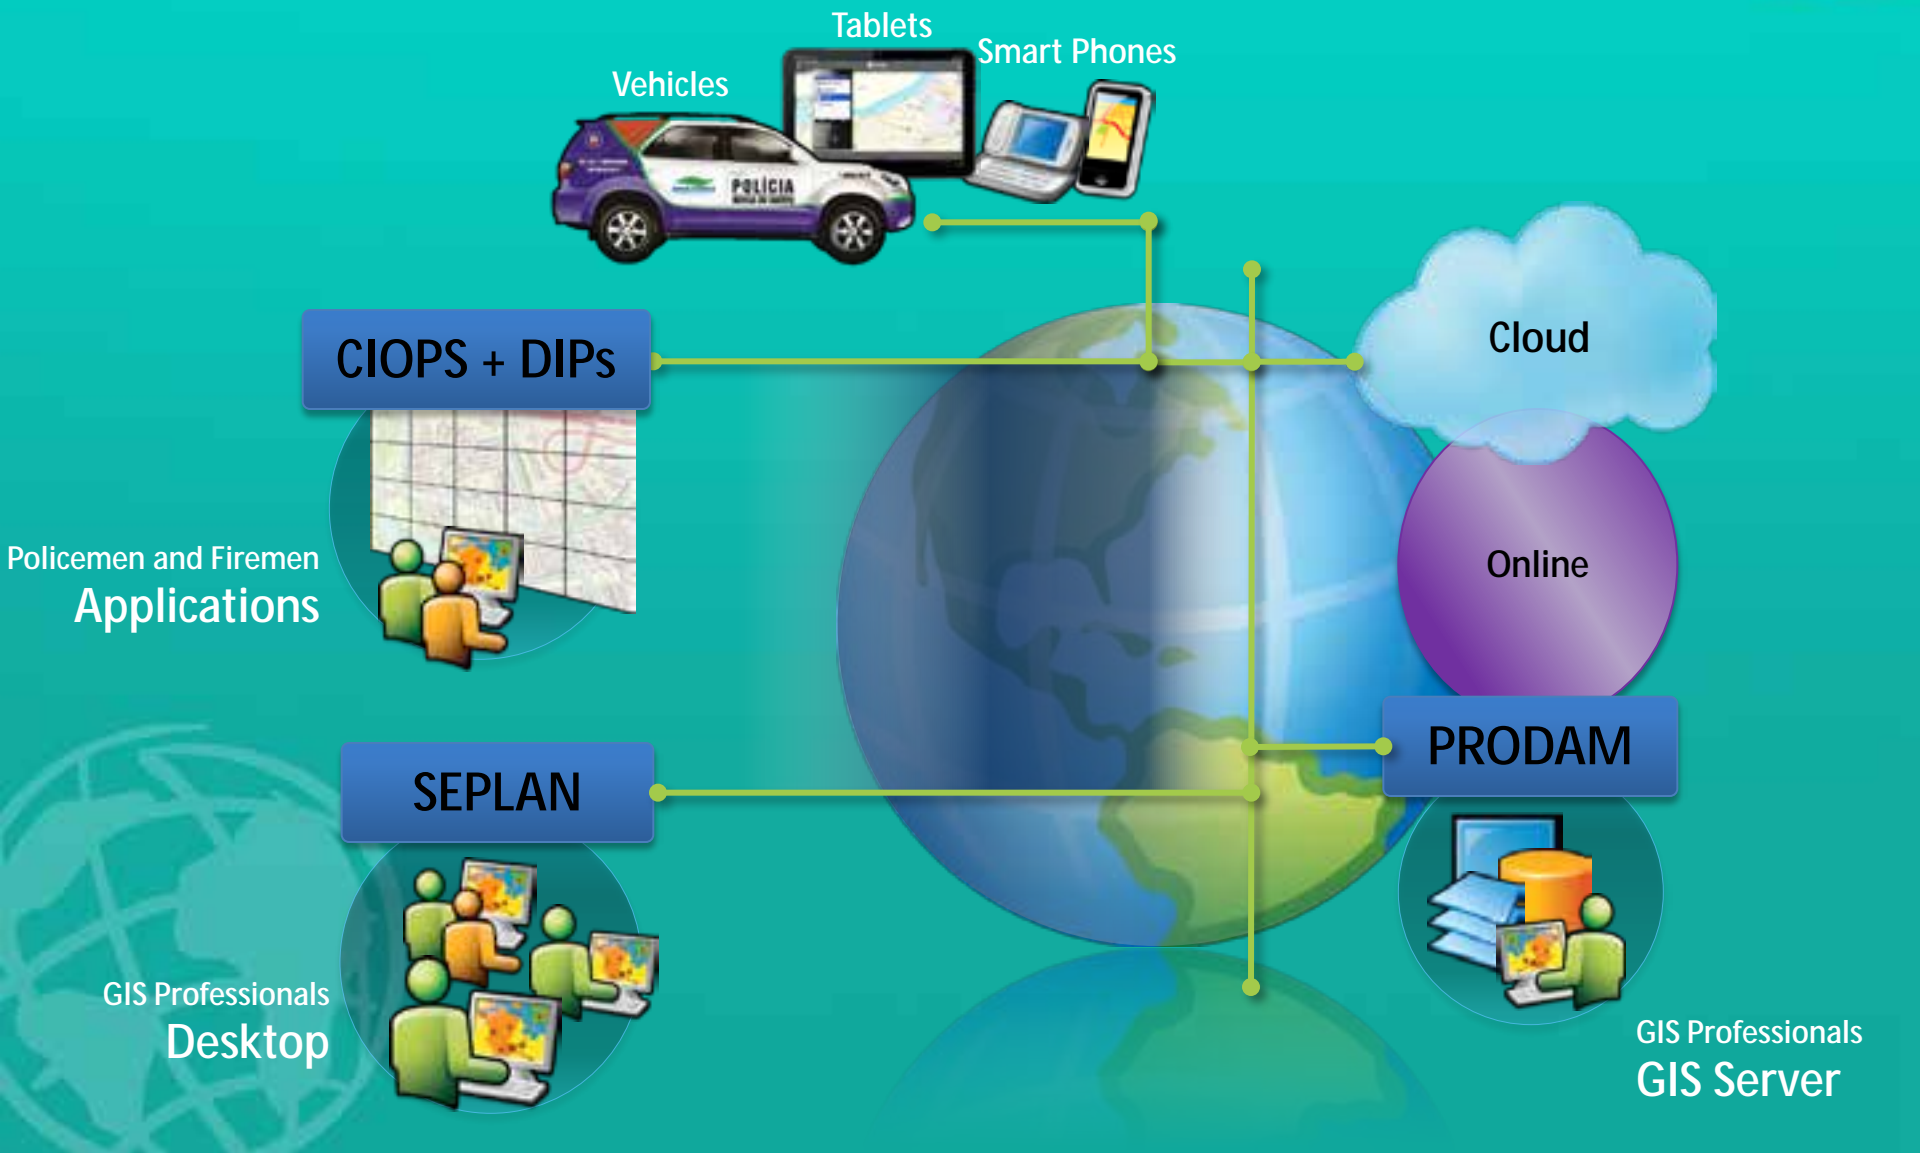 Tablets
Smart Phones
Vehicles
POLÍCIA
CIOPS + DIPs
Cloud
Policemen and Firemen
Applications
Online
PRODAM
SEPLAN
GIS Professionals
Desktop
GIS Professionals
GIS Server